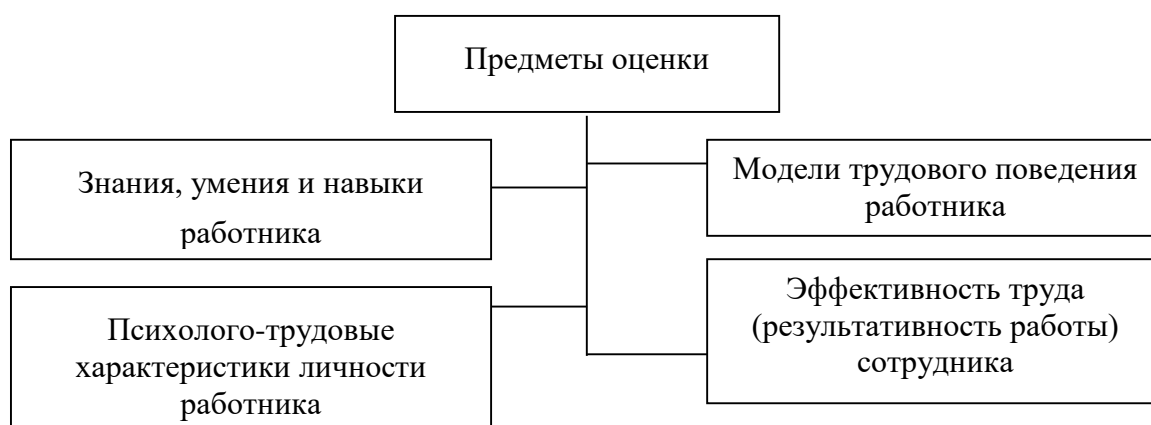 Предметы оценки
Знания, умения и навыки
работника
Модели трудового поведения
работника
Психолого-трудовые
характеристики личности
работника
Эффективность труда
(результативность работы)
сотрудника